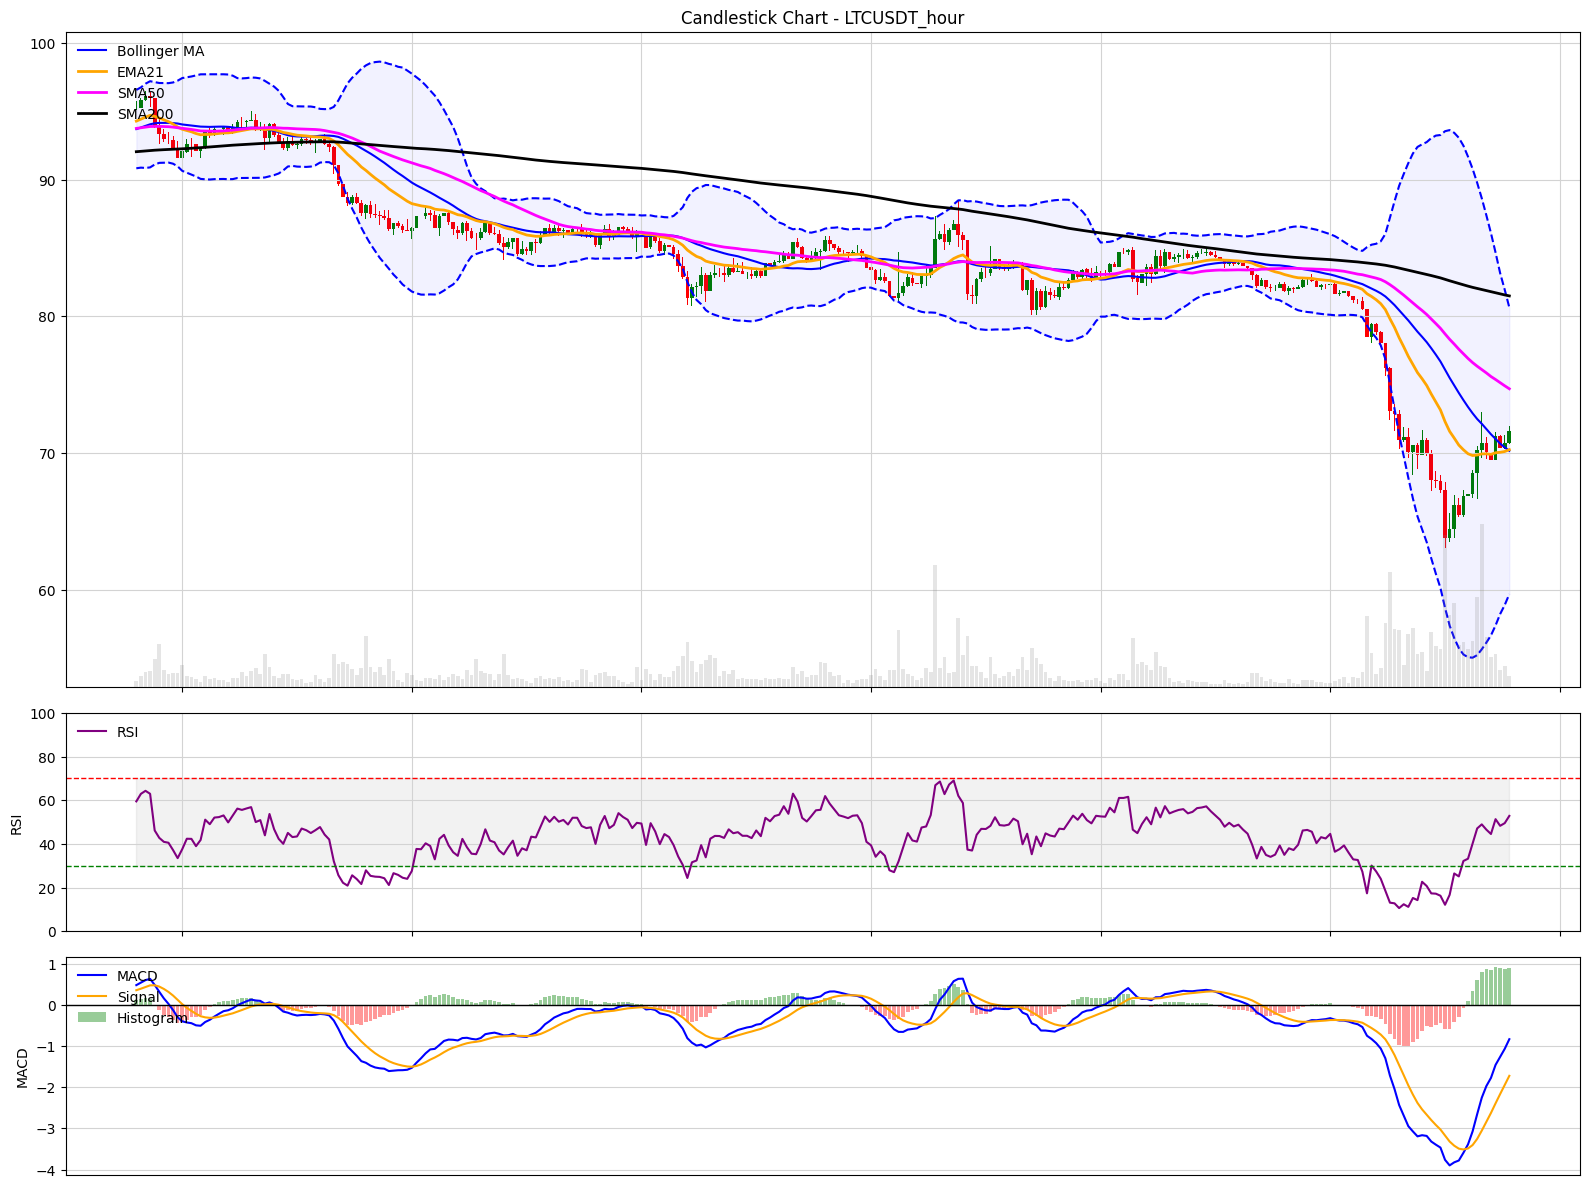 Candlestick Chart - LTCUSDT_hour
100
90
80
70
60
Bollinger MA
EMA21
SMA50
SMA200
100
80
60
40
20
0
RSI
RSI
1
0
−1
−2
−3
−4
MACD
MACD
Signal
Histogram